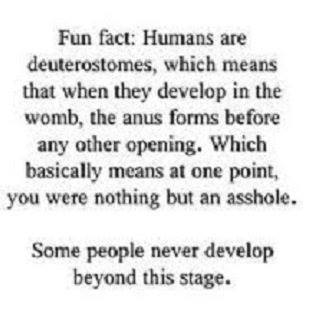 Fun fact: Humans are
deuterostomes, which means
that when they develop in the
womb, the anus forms before
any other opening. Which
basically means at one point,
you were nothing but an asshole.
Some people never develop
beyond this stage.